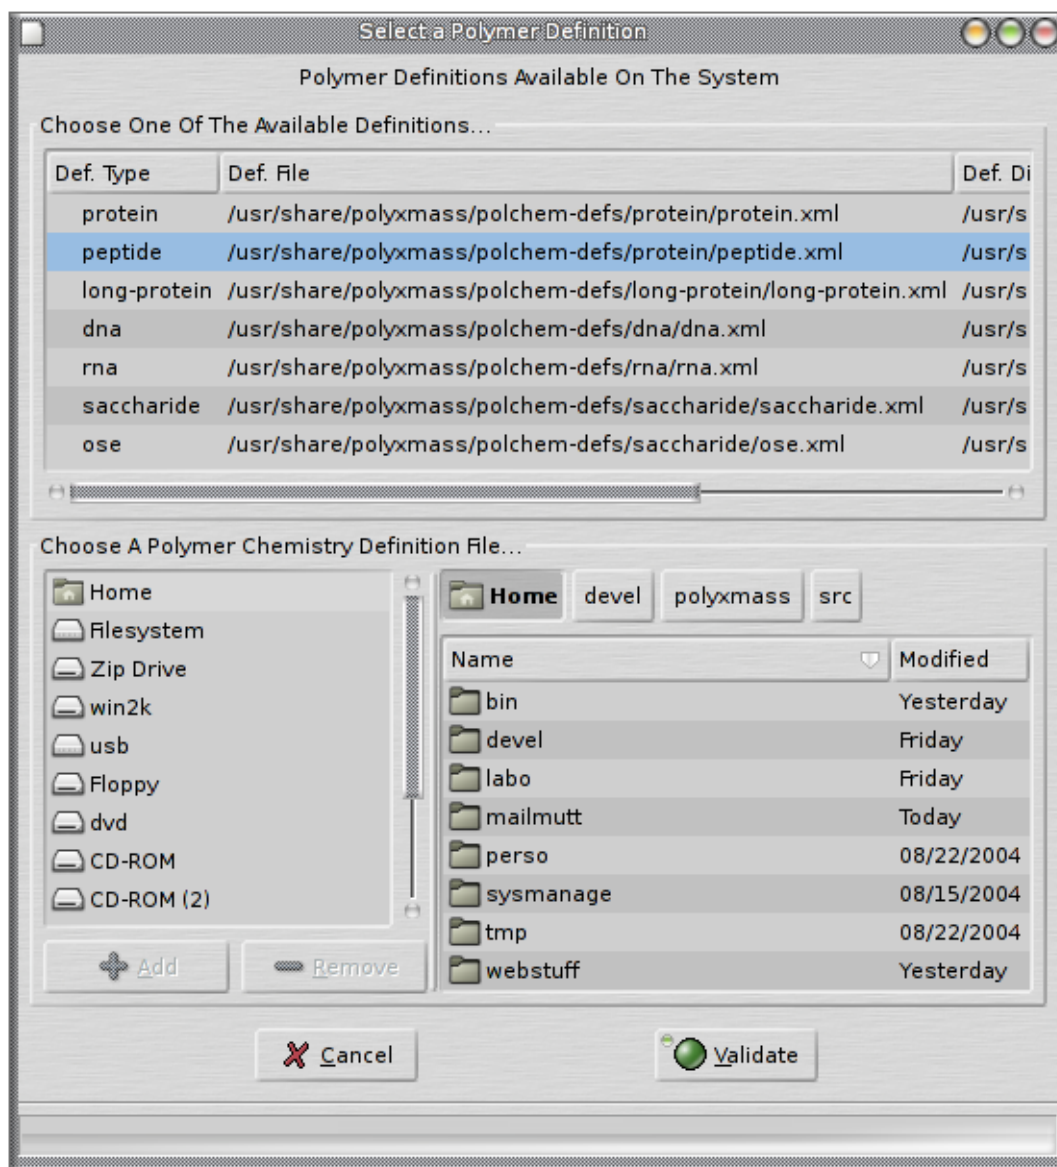 Select a Polymer Definition
Polymer Definitions Available On The System
Choose One Of The Available Definitions...
Def. Type Def. File Def. Di
protein /usr/share/polyxmass/polchem-defs/protein/protein.xml /usr/s
peptide /usr/share/polyxmass/polchem-defs/protein/peptide.xml /usr/s
long-protein /usr/share/polyxmass/polchem-defs/long-protein/long-protein.xml /usr/s
dna /usr/share/polyxmass/polchem-defs/dna/dna.xml /usr/s
rna /usr/share/polyxmass/polchem-defs/rna/rna.xml /usr/s
saccharide /usr/share/polyxmass/polchem-defs/saccharide/saccharide.xml /usr/s
ose /usr/share/polyxmass/polchem-defs/saccharide/ose.xml /usr/s
Choose A Polymer Chemistry Definition File...
Home
Filesystem
Zip Drive
win2k
usb
Floppy
dvd
CD-ROM
CD-ROM (2)
Add Remove
Home devel polyxmass src
Name Modified
bin Yesterday
devel Friday
labo Friday
mailmutt Today
perso 08/22/2004
sysmanage 08/15/2004
tmp 08/22/2004
webstuff Yesterday
Cancel Validate